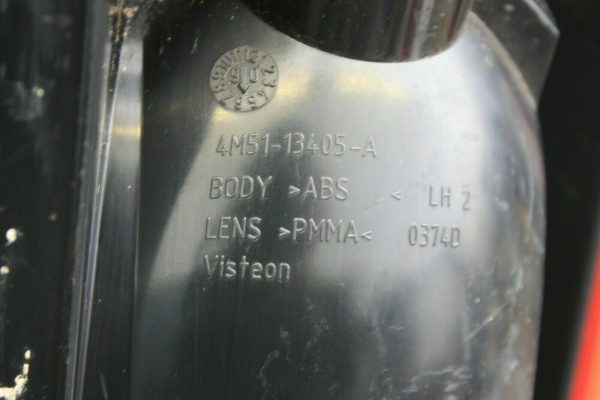 4M51-13405-A
BODY >ABS < LH 2
LENS >PMMA< 0374D
Visteon